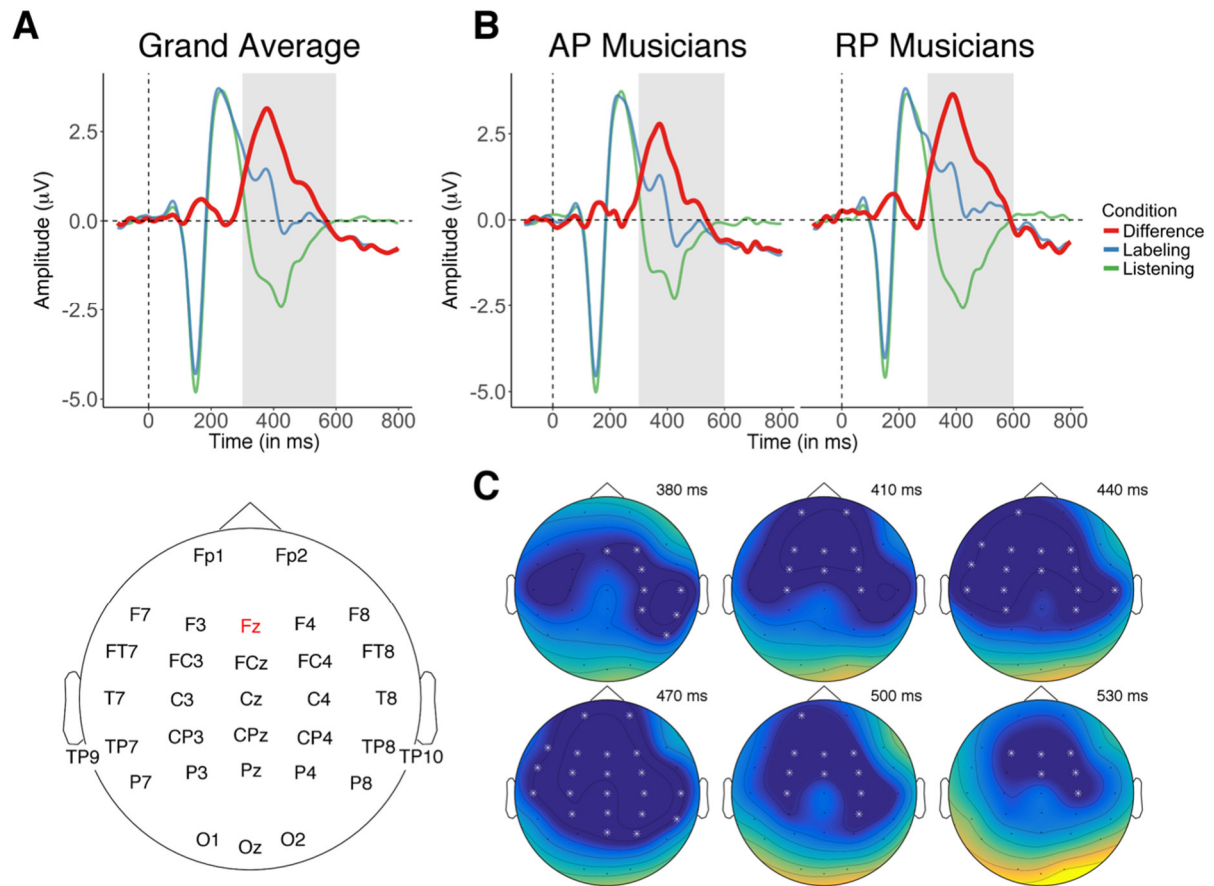 A
Grand Average
2.5
0.0
-2.5
-5.0
Amplitude (µV)
0 200 400 600 800
Time (in ms)
B
AP Musicians
RP Musicians
2.5
0.0
-2.5
-5.0
Amplitude (µV)
0 200 400 600 800
0 200 400 600 800
Time (in ms)
Condition
Difference
Labeling
Listening
Fp1 Fp2
F7 F3 Fz F4 F8
FT7 FC3 FCz FC4 FT8
T7 C3 Cz C4 T8
TP9 TP7 CP3 CPz CP4 TP8 TP10
P7 P3 Pz P4 P8
O1 Oz O2
C
380 ms
410 ms
440 ms
470 ms
500 ms
530 ms